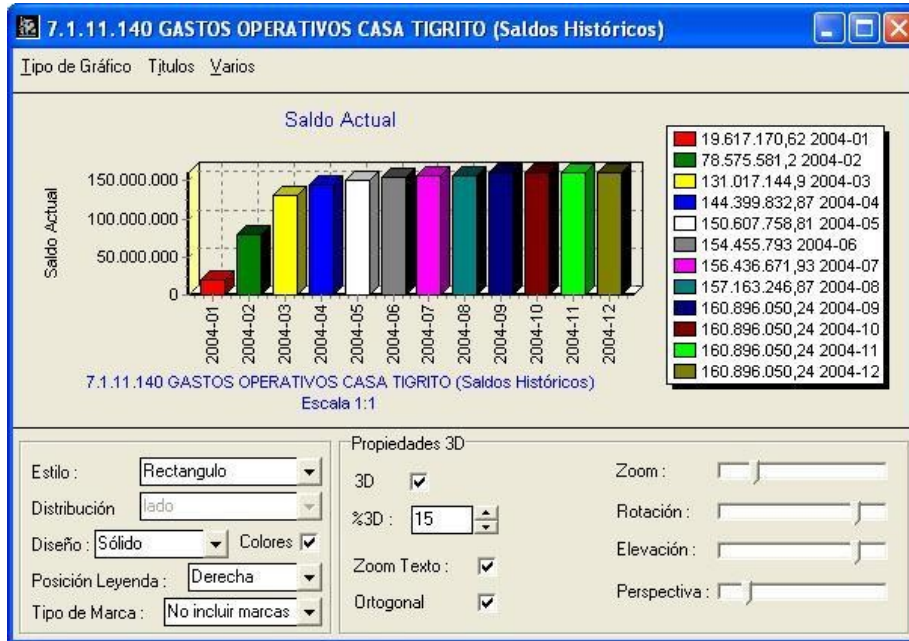 7.1.11.140 GASTOS OPERATIVOS CASA TIGRITO (Saldos Históricos)
Tipo de Gráfico Títulos Varios
Saldo Actual
Saldo Actual
150.000.000
100.000.000
50.000.000
0
2004-01
2004-02
2004-03
2004-04
2004-05
2004-06
2004-07
2004-08
2004-09
2004-10
2004-11
2004-12
7.1.11.140 GASTOS OPERATIVOS CASA TIGRITO (Saldos Históricos)
Escala 1:1
19.617.170,62 2004-01
78.575.581,2 2004-02
131.017.144,9 2004-03
144.399.832,87 2004-04
150.607.758,81 2004-05
154.455.793 2004-06
156.436.671,93 2004-07
157.163.246,87 2004-08
160.896.050,24 2004-09
160.896.050,24 2004-10
160.896.050,24 2004-11
160.896.050,24 2004-12
Estilo : Rectangulo
Distribución lado
Diseño : Sólido Colores
Posición Leyenda : Derecha
Tipo de Marca : No incluir marcas
Propiedades 3D
3D
%3D : 15
Zoom Texto :
Ortogonal
Zoom :
Rotación :
Elevación :
Perspectiva :